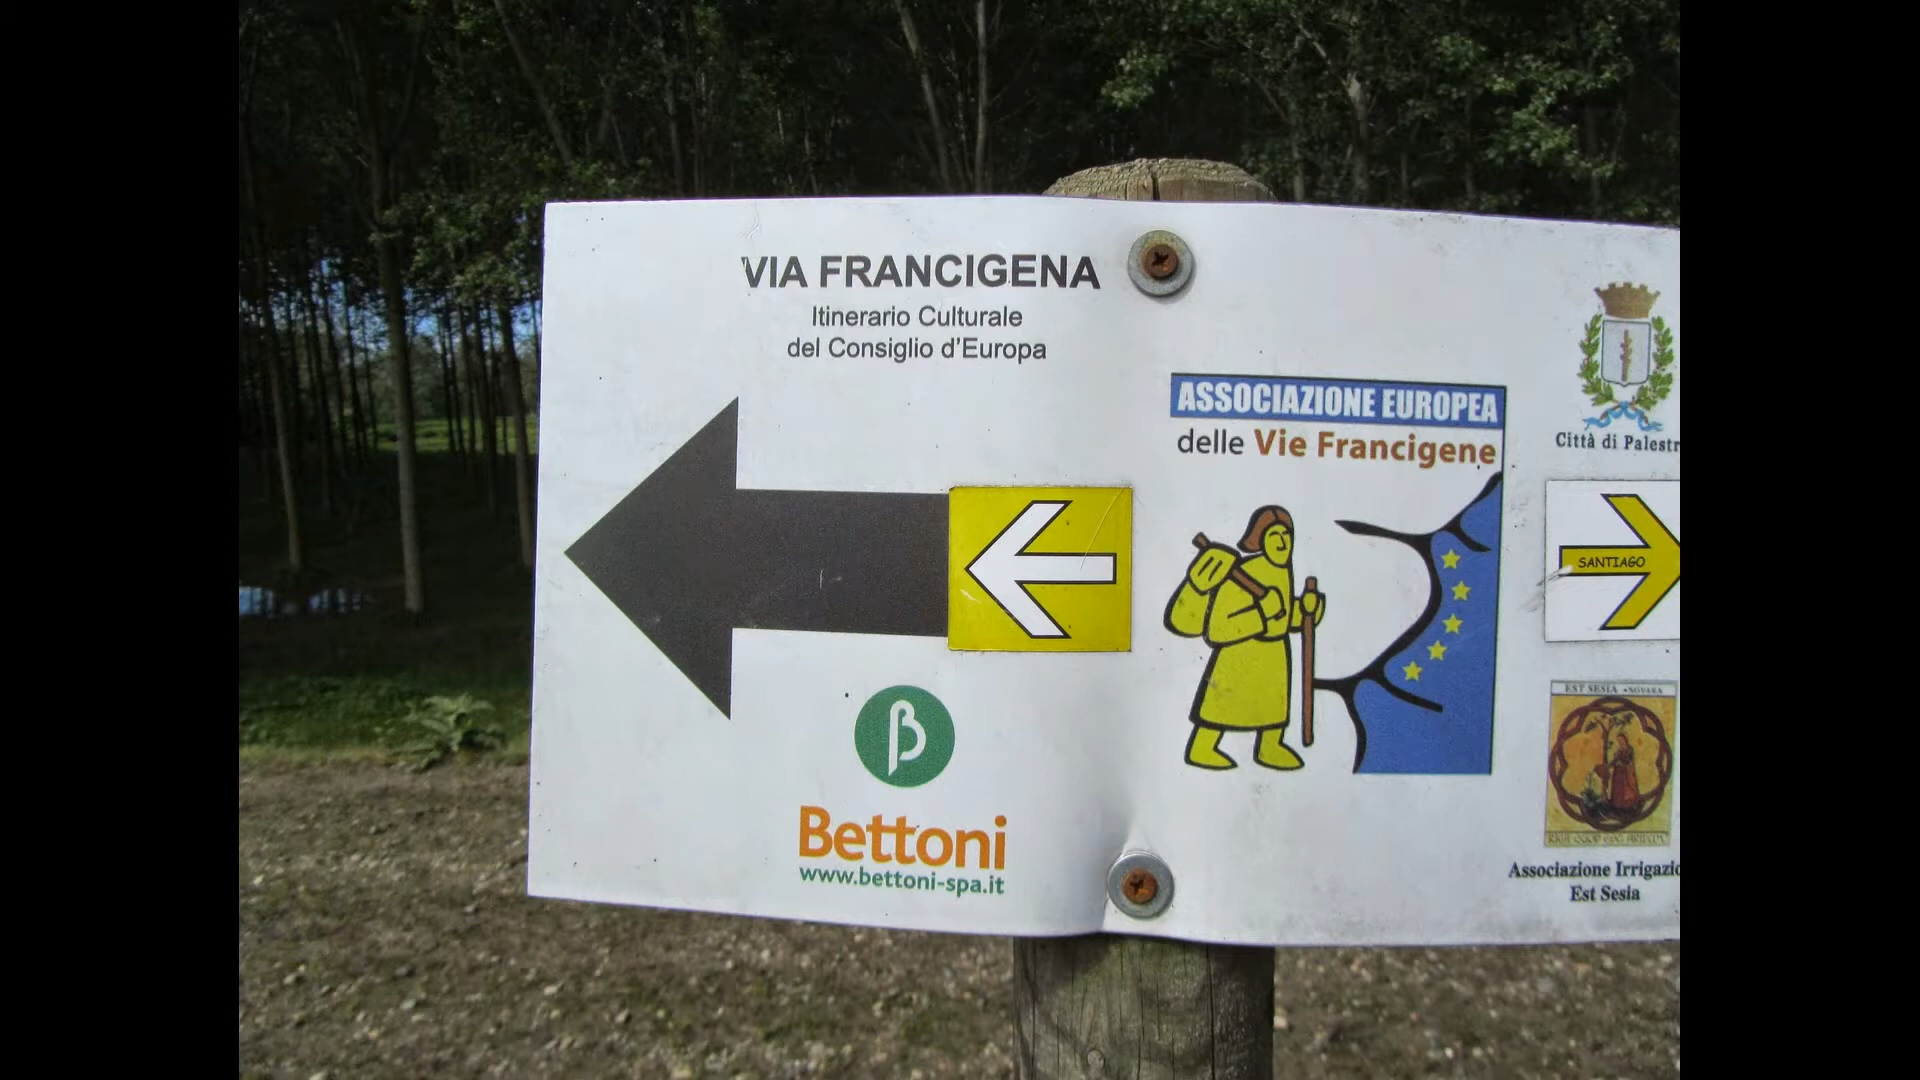 VIA FRANCIGENA
Itinerario Culturale
del Consiglio d'Europa
ASSOCIAZIONE EUROPEA
delle Vie Francigene
Città di Palestr
SANTIAGO
EST SESIA - NOVARA
β
Bettoni
www.bettoni-spa.it
Associazione Irrigazio
Est Sesia